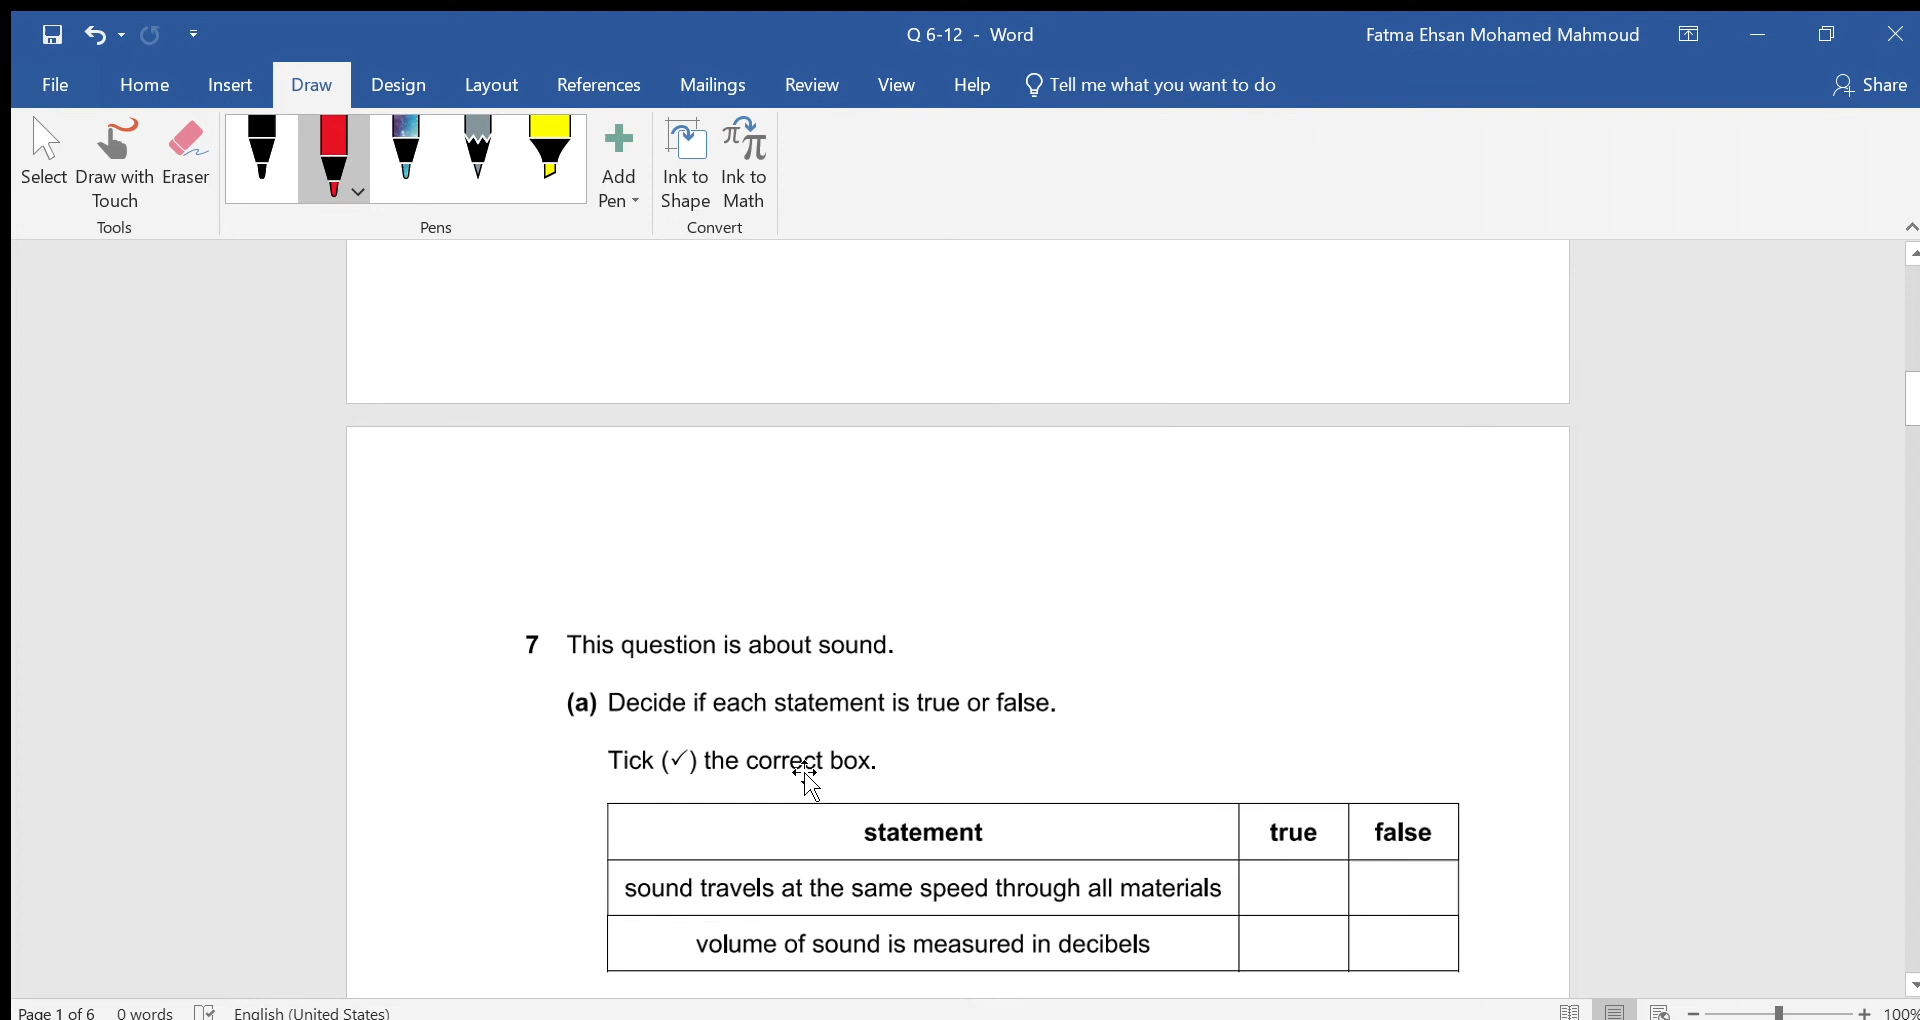 Q 6-12 - Word
Fatma Ehsan Mohamed Mahmoud
File Home Insert Draw Design Layout References Mailings Review View Help Tell me what you want to do Share
Select Draw with Touch Eraser
Add Pen
Ink to Shape Ink to Math
Tools Pens Convert
7 This question is about sound.
(a) Decide if each statement is true or false.
Tick (✓) the correct box.
statement true false
sound travels at the same speed through all materials
volume of sound is measured in decibels
Page 1 of 6 0 words English (United States) 100%